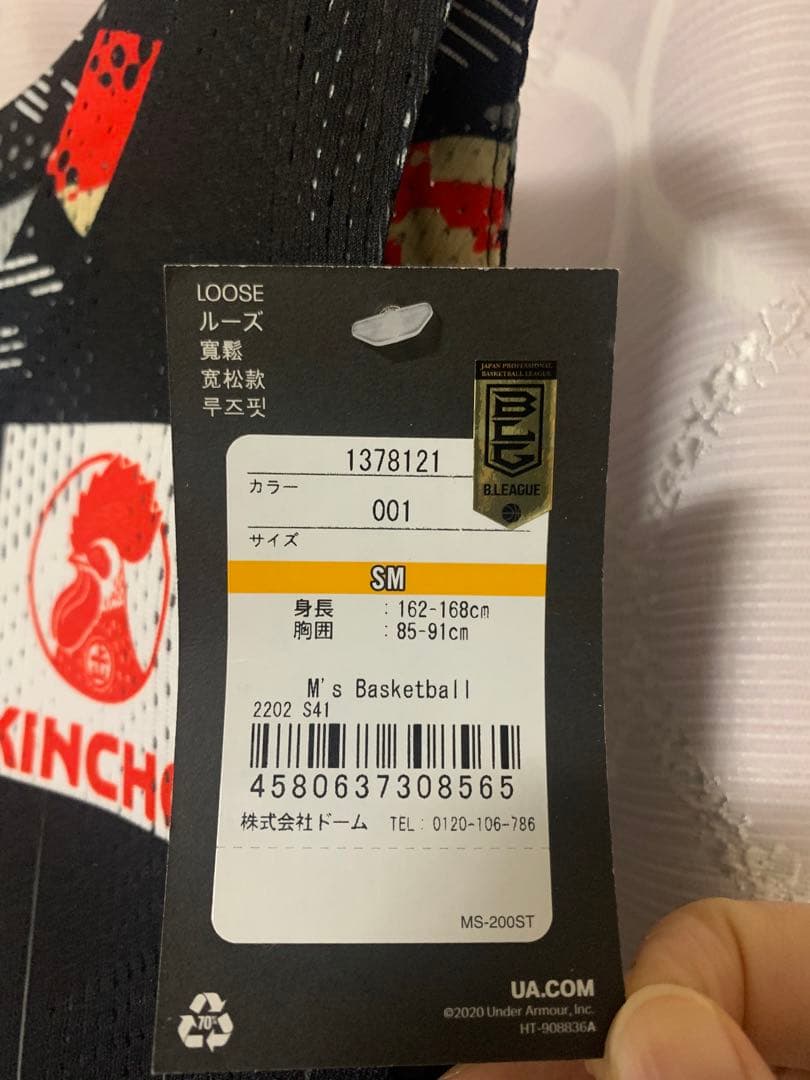 LOOSE
ルーズ
寬鬆
宽松款
루즈핏
JAPAN PROFESSIONAL
BASKETBALL LEAGUE
BLG
B.LEAGUE
1378121
カラー
001
サイズ
SM
身長 : 162-168cm
胸囲 : 85-91cm
M's Basketball
2202 S41
4580637308565
株式会社ドーム TEL: 0120-106-786
MS-200ST
70%
UA.COM
©2020 Under Armour, Inc.
HT-908836A
KINCHO